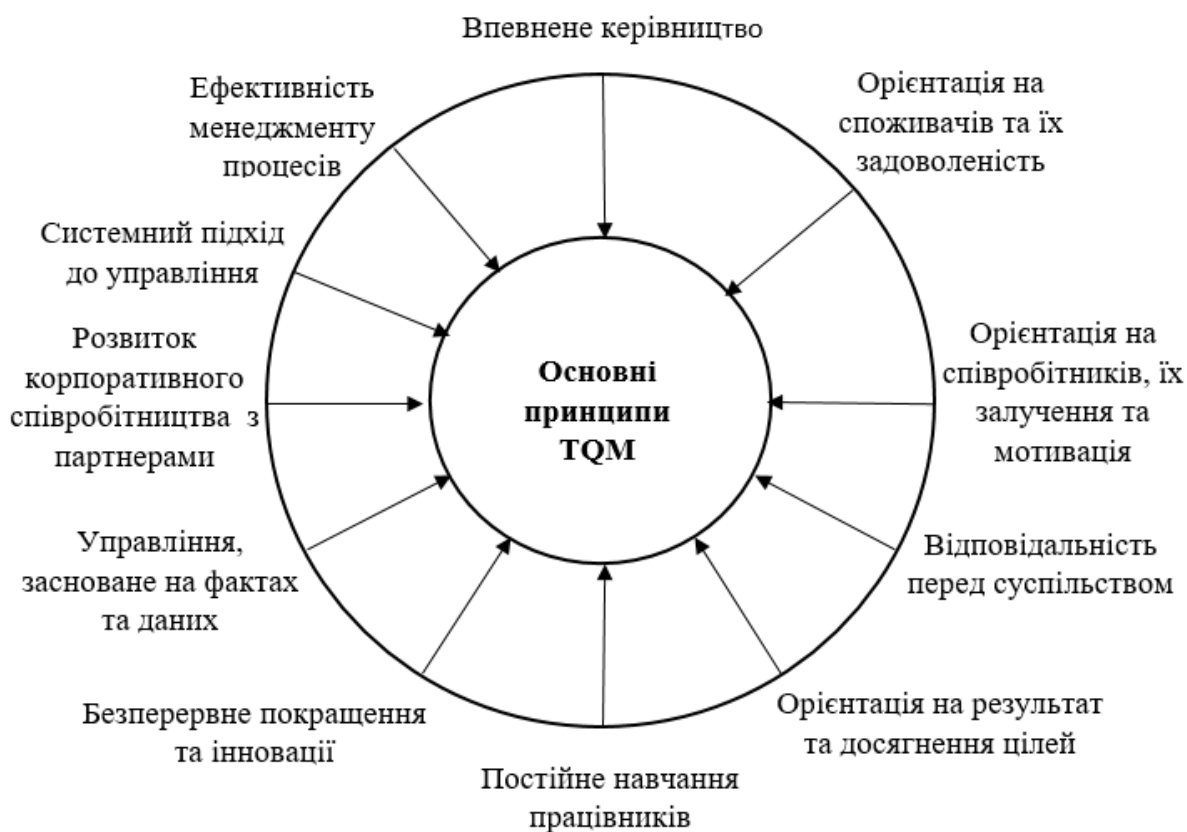 Впевнене керівництво
Орієнтація на
споживачів та їх
задоволеність
Орієнтація на
співробітників, їх
залучення та
мотивація
Відповідальність
перед суспільством
Орієнтація на результат
та досягнення цілей
Постійне навчання
працівників
Безперервне покращення
та інновації
Управління,
засноване на фактах
та даних
Розвиток
корпоративного
співробітництва з
партнерами
Системний підхід
до управління
Ефективність
менеджменту
процесів
Основні
принципи
TQM